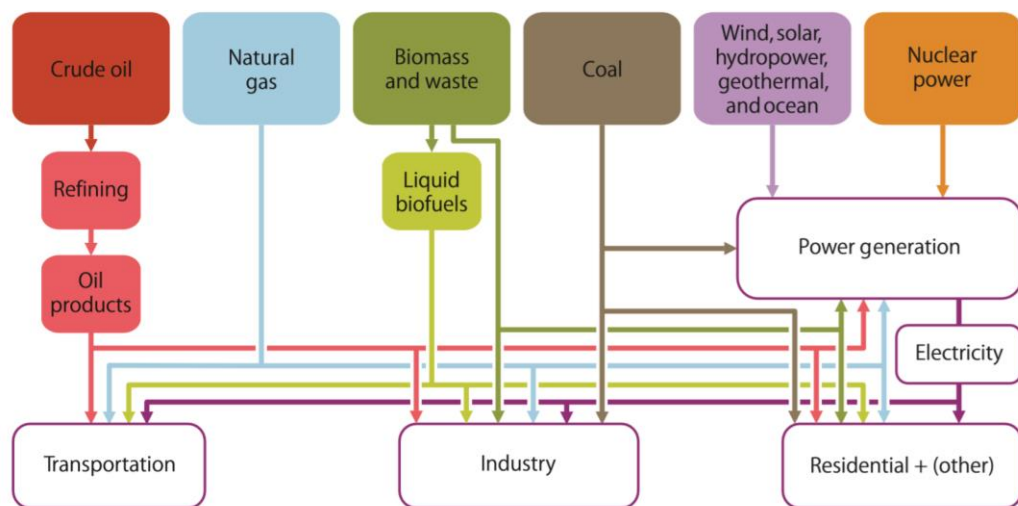 Crude oil
Natural
gas
Biomass
and waste
Coal
Wind, solar,
hydropower,
geothermal,
and ocean
Nuclear
power
Refining
Liquid
biofuels
Power generation
Oil
products
Electricity
Transportation
Industry
Residential + (other)